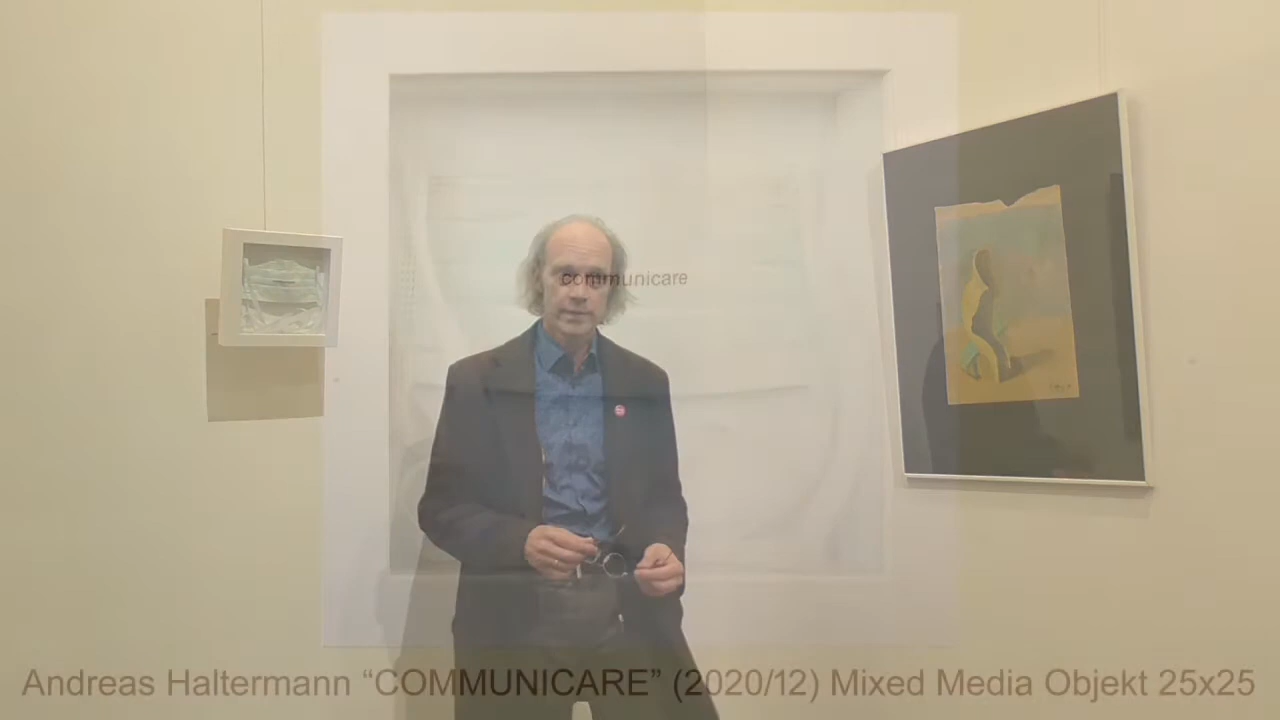 communicare
Andreas Haltermann “COMMUNICARE” (2020/12) Mixed Media Objekt 25x25